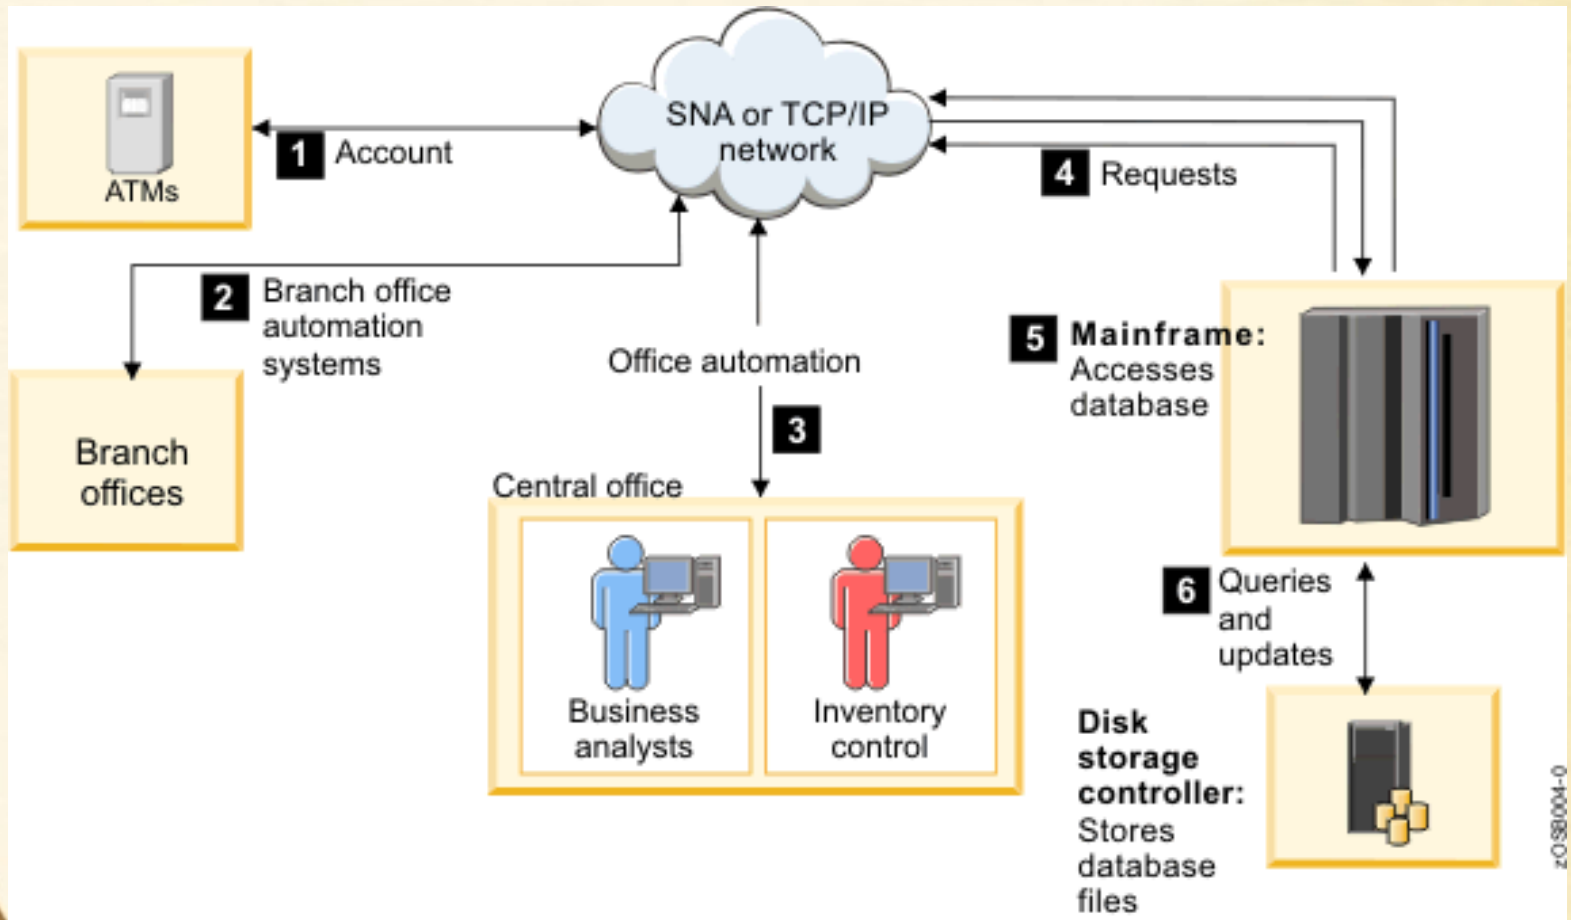 SNA or TCP/IP
network
ATMs
1 Account
2 Branch office
automation
systems
Branch
offices
Office automation
3
4 Requests
5 Mainframe:
Accesses
database
Central office
Business
analysts
Inventory
control
6 Queries
and
updates
Disk
storage
controller:
Stores
database
files
zOSB004-0